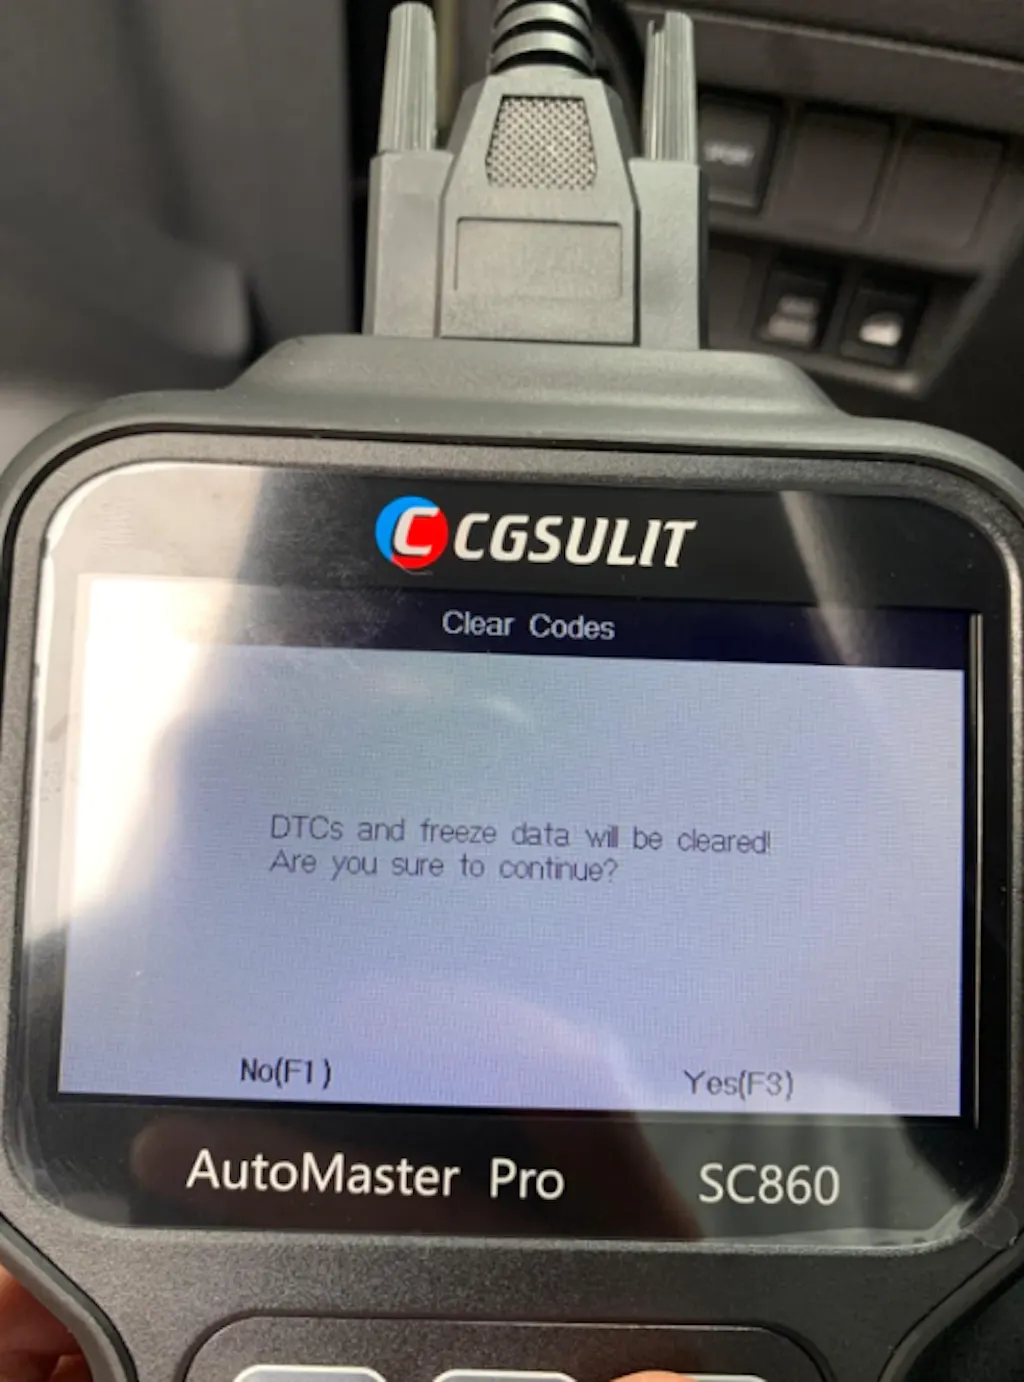 CGSULIT
Clear Codes
DTCs and freeze data will be cleared!
Are you sure to continue?
No(F1)
Yes(F3)
AutoMaster Pro
SC860